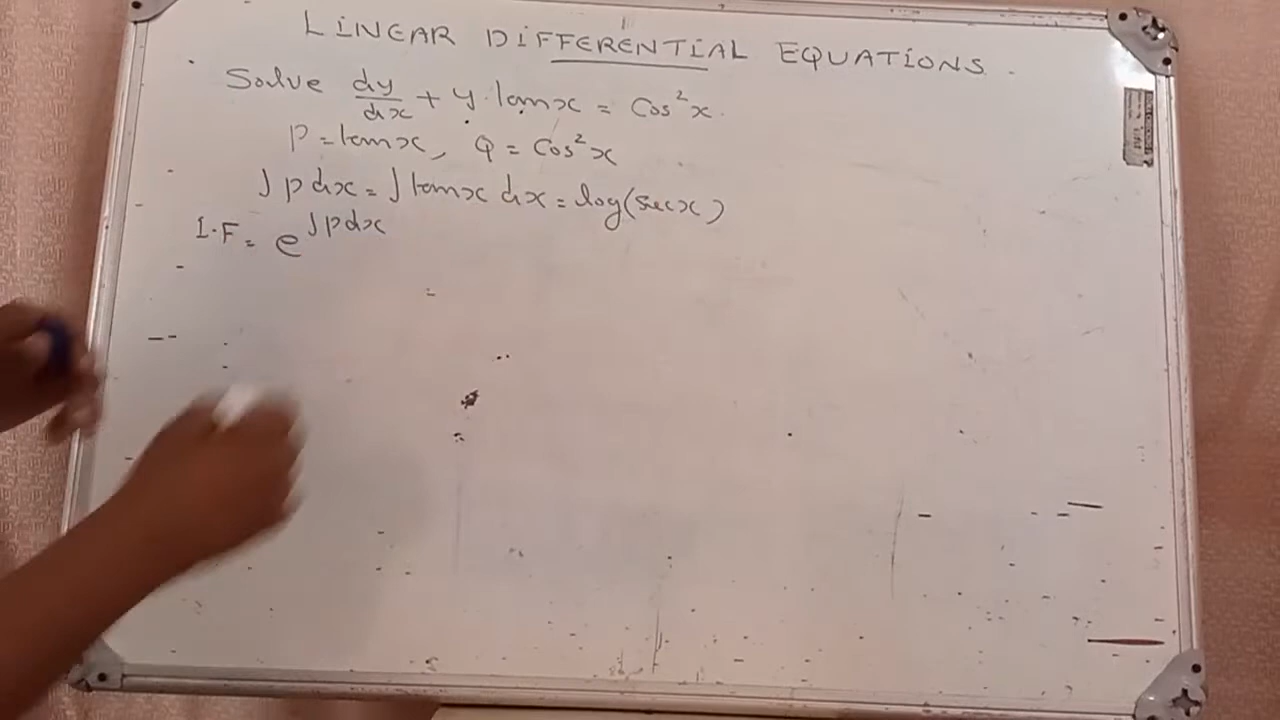 LINEAR DIFFERENTIAL EQUATIONS.
Solve dy/dx + y.tanx = Cos²x.
P = tanx, Q = Cos²x
∫pdx = ∫tanx dx = log(secx)
I.F = e^∫pdx